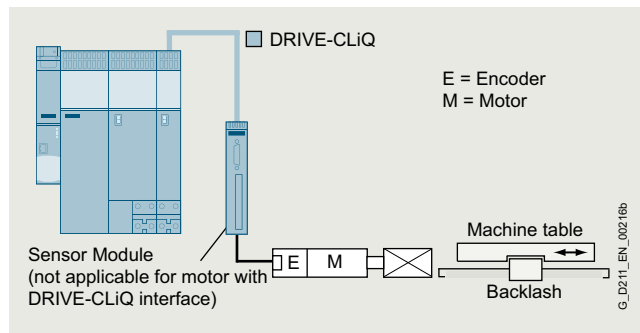 DRIVE-CLiQ
E = Encoder
M = Motor
Sensor Module
(not applicable for motor with
DRIVE-CLiQ interface)
E
M
Machine table
Backlash
G_D211_EN_00216b